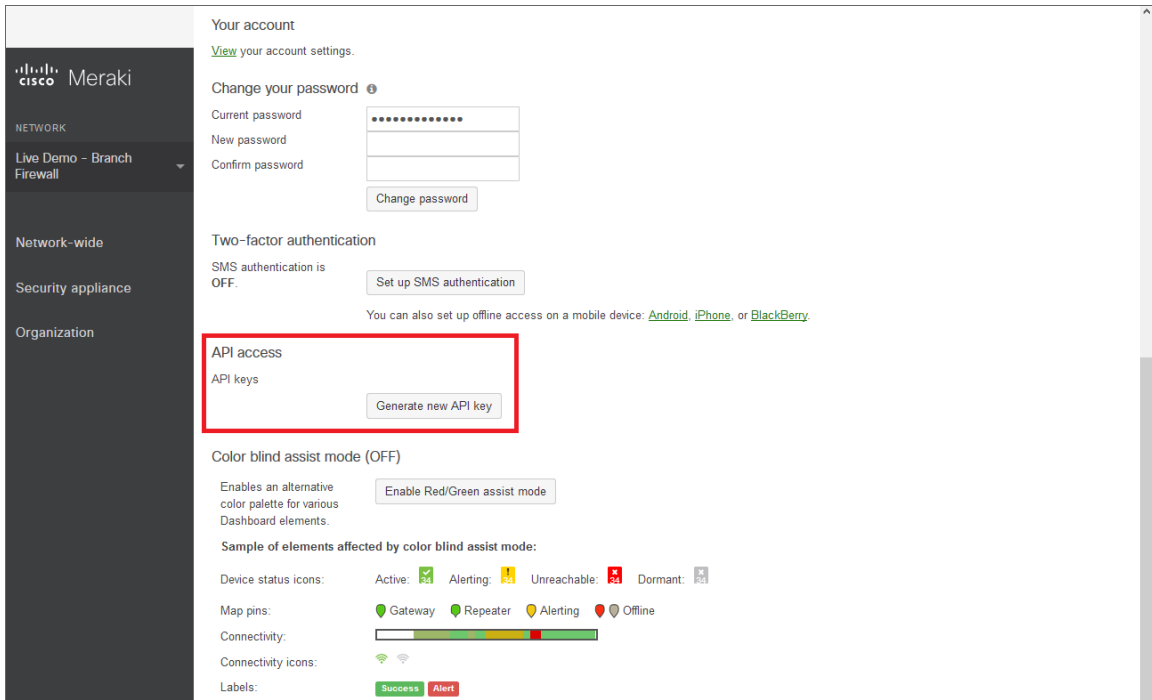 Your account
View your account settings.
cisco Meraki
Change your password
Current password
NETWORK
New password
Live Demo - Branch
Firewall
Confirm password
Change password
Network-wide
Two-factor authentication
SMS authentication is
OFF.
Set up SMS authentication
Security appliance
You can also set up offline access on a mobile device: Android, iPhone, or BlackBerry.
Organization
API access
API keys
Generate new API key
Color blind assist mode (OFF)
Enables an alternative
color palette for various
Dashboard elements.
Enable Red/Green assist mode
Sample of elements affected by color blind assist mode:
Device status icons: Active: 34 Alerting: 34 Unreachable: 34 Dormant: 34
Map pins: Gateway Repeater Alerting Offline
Connectivity:
Connectivity icons:
Labels: Success Alert